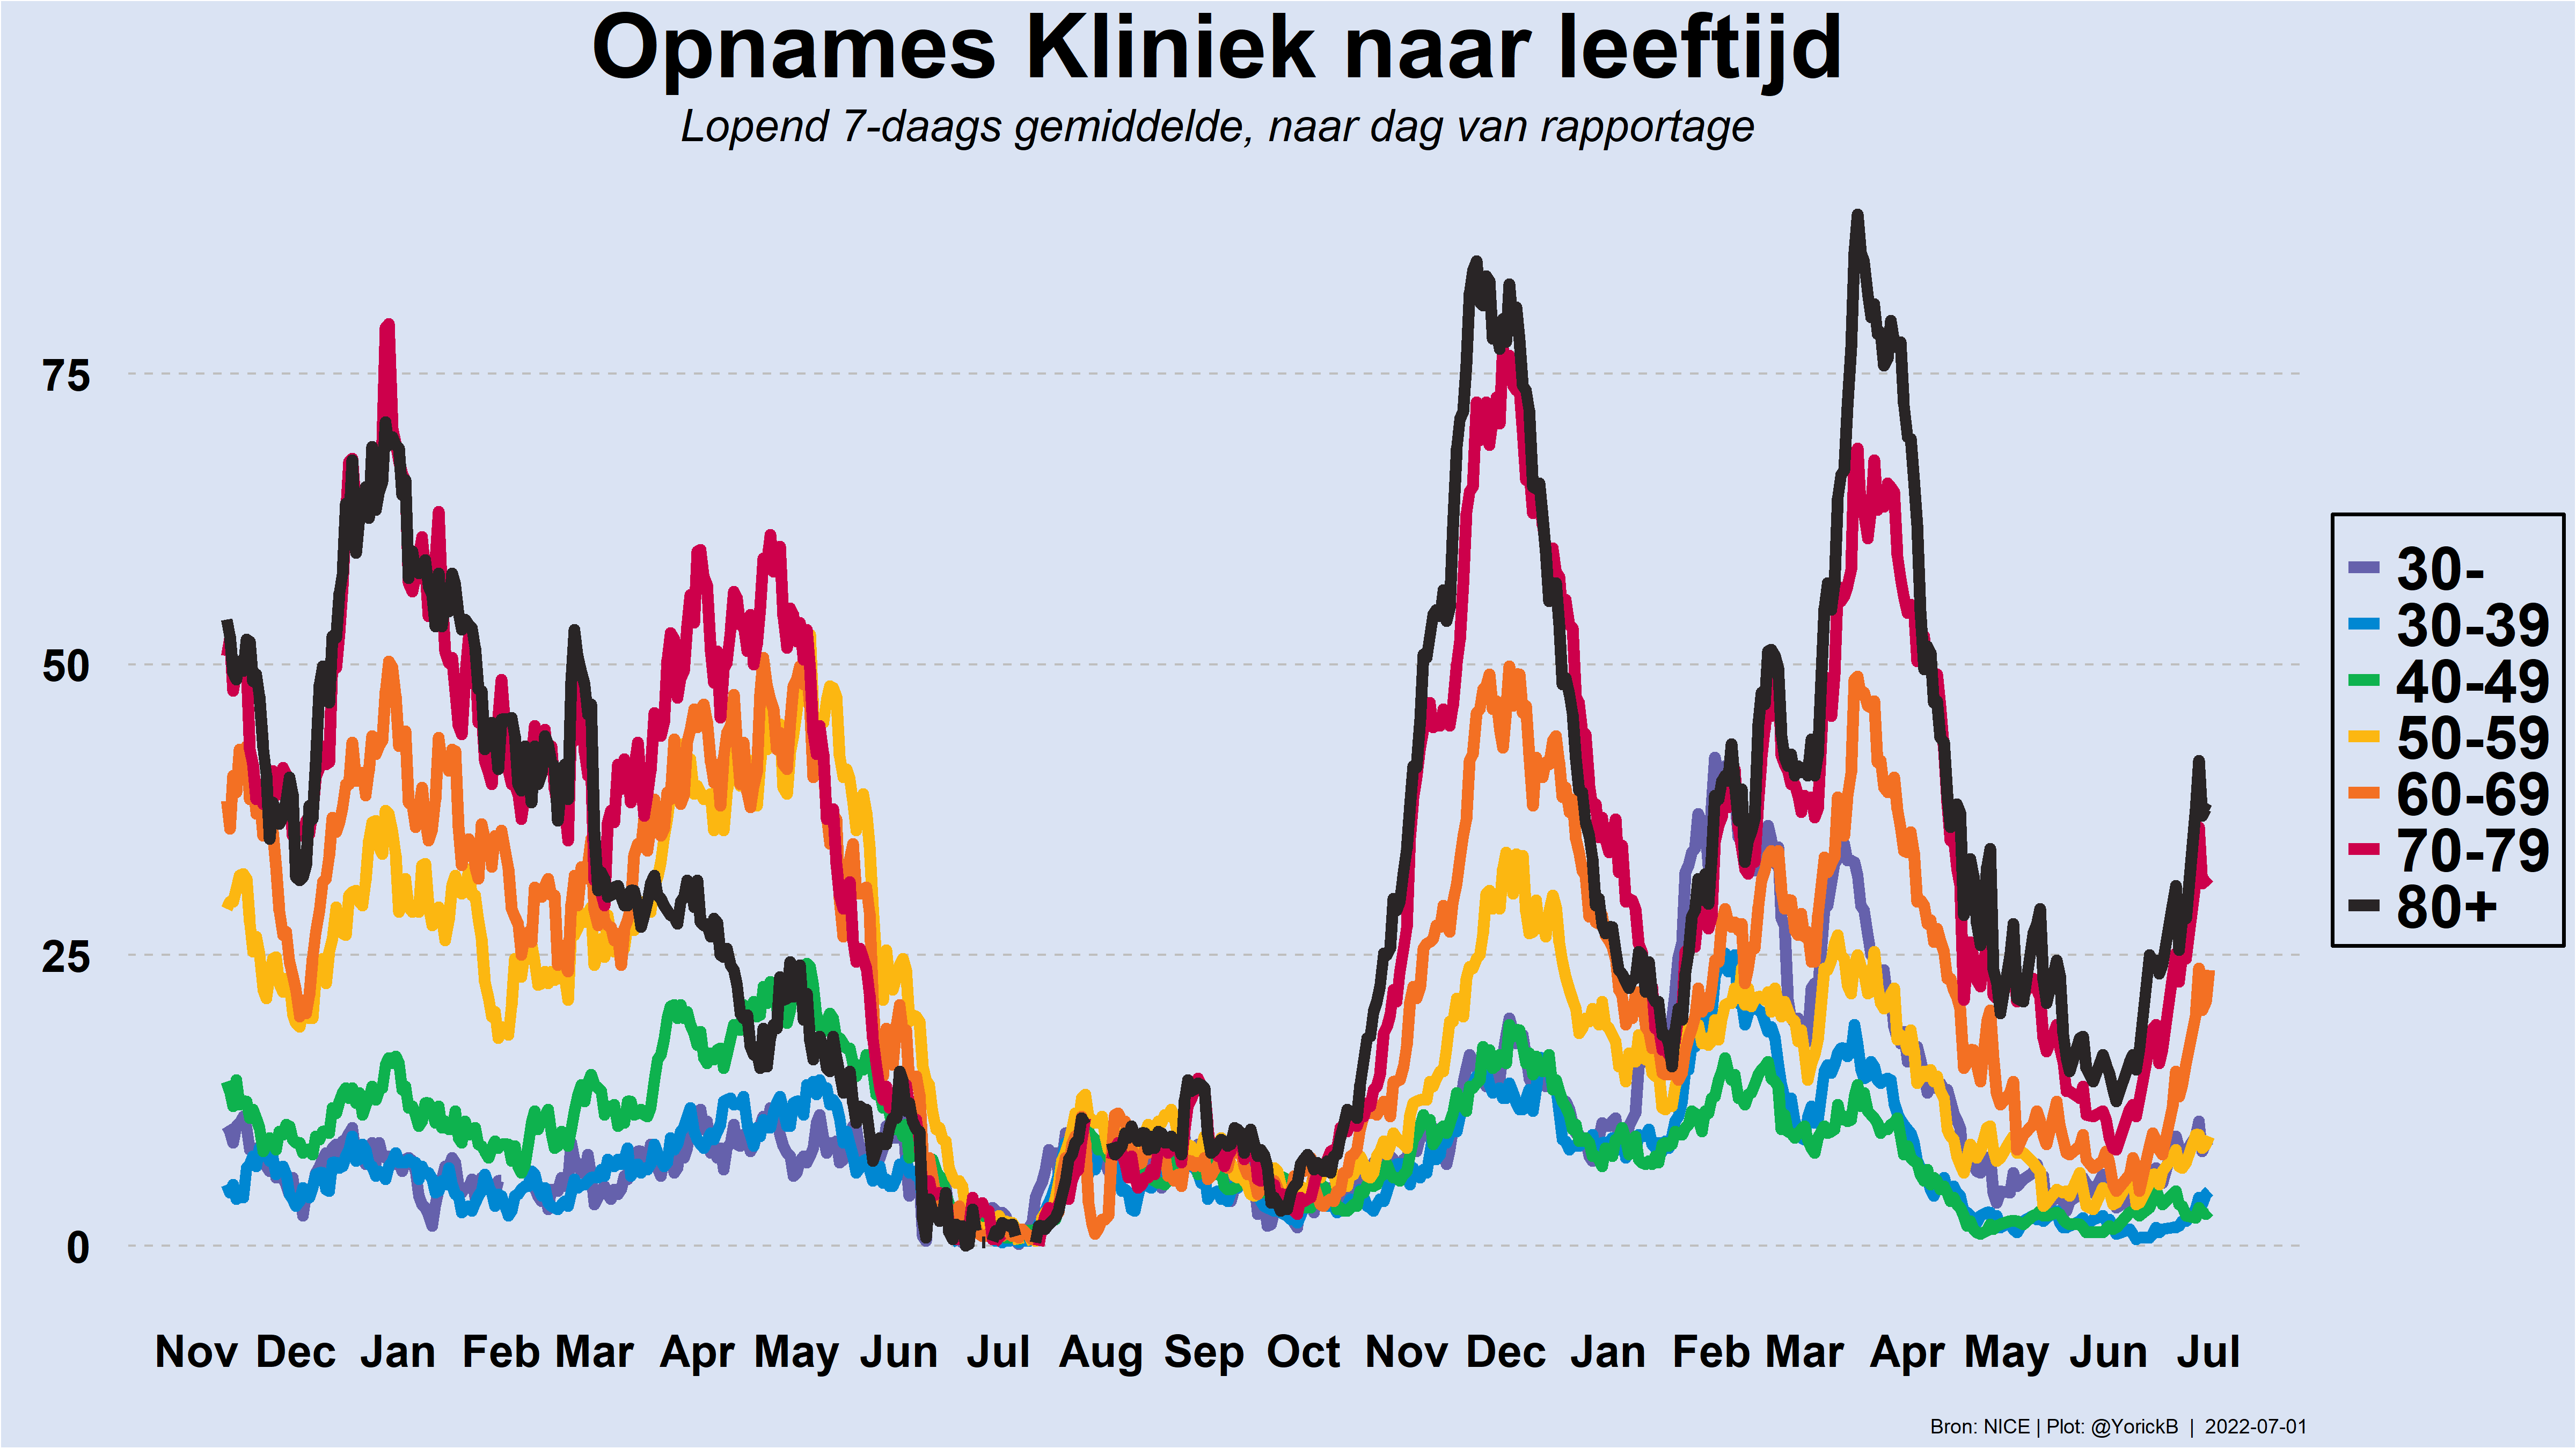 Opnames Kliniek naar leeftijd
Lopend 7-daags gemiddelde, naar dag van rapportage
75
50
25
0
30-
30-39
40-49
50-59
60-69
70-79
80+
Nov Dec Jan Feb Mar Apr May Jun Jul Aug Sep Oct Nov Dec Jan Feb Mar Apr May Jun Jul
Bron: NICE | Plot: @YorickB | 2022-07-01